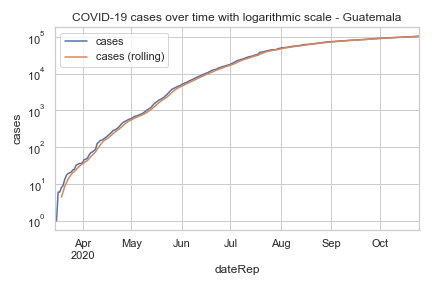 COVID-19 cases over time with logarithmic scale - Guatemala
cases
cases (rolling)
10^5
10^4
10^3
10^2
10^1
10^0
cases
Apr
2020
May
Jun
Jul
Aug
Sep
Oct
dateRep